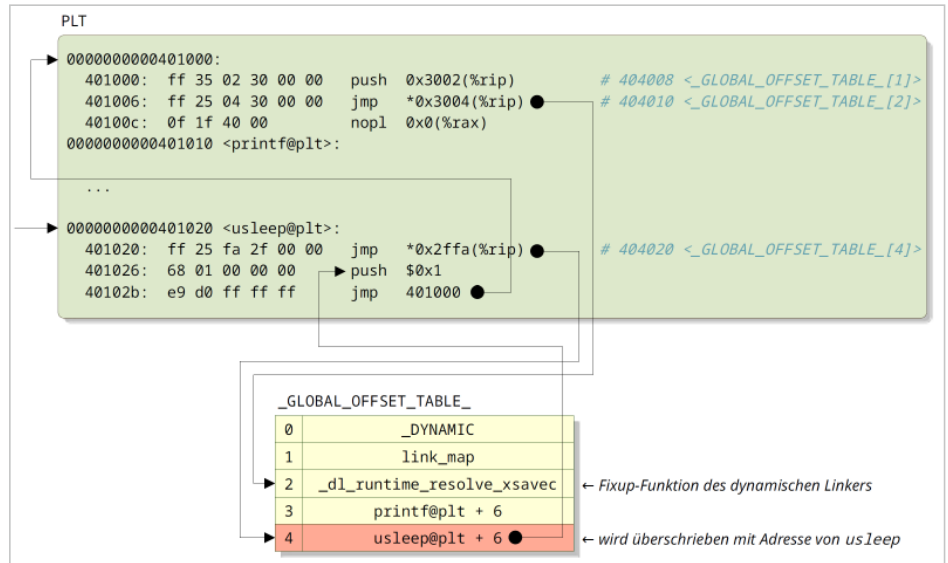 PLT
0000000000401000:
401000: ff 35 02 30 00 00 push 0x3002(%rip) # 404008 <_GLOBAL_OFFSET_TABLE_[1]>
401006: ff 25 04 30 00 00 jmp *0x3004(%rip) # 404010 <_GLOBAL_OFFSET_TABLE_[2]>
40100c: 0f 1f 40 00 nopl 0x0(%rax)
0000000000401010 <printf@plt>:
...
0000000000401020 <usleep@plt>:
401020: ff 25 fa 2f 00 00 jmp *0x2ffa(%rip) # 404020 <_GLOBAL_OFFSET_TABLE_[4]>
401026: 68 01 00 00 00 push $0x1
40102b: e9 d0 ff ff ff jmp 401000
_GLOBAL_OFFSET_TABLE_
0 _DYNAMIC
1 link_map
2 _dl_runtime_resolve_xsavec ← Fixup-Funktion des dynamischen Linkers
3 printf@plt + 6
4 usleep@plt + 6 ← wird überschrieben mit Adresse von usleep